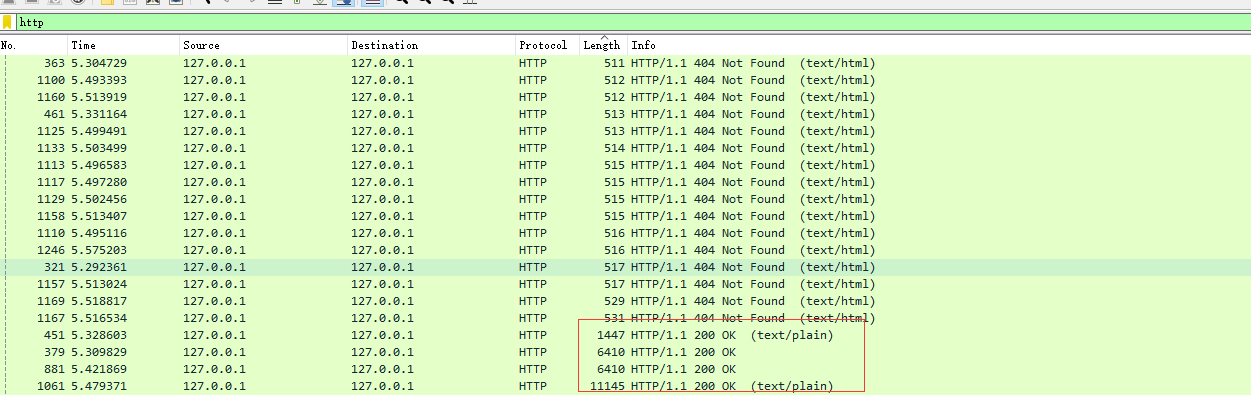 http
No. Time Source Destination Protocol Length Info
363 5.304729 127.0.0.1 127.0.0.1 HTTP 511 HTTP/1.1 404 Not Found (text/html)
1100 5.493393 127.0.0.1 127.0.0.1 HTTP 512 HTTP/1.1 404 Not Found (text/html)
1160 5.513919 127.0.0.1 127.0.0.1 HTTP 512 HTTP/1.1 404 Not Found (text/html)
461 5.331164 127.0.0.1 127.0.0.1 HTTP 513 HTTP/1.1 404 Not Found (text/html)
1125 5.499491 127.0.0.1 127.0.0.1 HTTP 513 HTTP/1.1 404 Not Found (text/html)
1133 5.503499 127.0.0.1 127.0.0.1 HTTP 514 HTTP/1.1 404 Not Found (text/html)
1113 5.496583 127.0.0.1 127.0.0.1 HTTP 515 HTTP/1.1 404 Not Found (text/html)
1117 5.497280 127.0.0.1 127.0.0.1 HTTP 515 HTTP/1.1 404 Not Found (text/html)
1129 5.502456 127.0.0.1 127.0.0.1 HTTP 515 HTTP/1.1 404 Not Found (text/html)
1158 5.513407 127.0.0.1 127.0.0.1 HTTP 515 HTTP/1.1 404 Not Found (text/html)
1110 5.495116 127.0.0.1 127.0.0.1 HTTP 516 HTTP/1.1 404 Not Found (text/html)
1246 5.575203 127.0.0.1 127.0.0.1 HTTP 516 HTTP/1.1 404 Not Found (text/html)
321 5.292361 127.0.0.1 127.0.0.1 HTTP 517 HTTP/1.1 404 Not Found (text/html)
1157 5.513024 127.0.0.1 127.0.0.1 HTTP 517 HTTP/1.1 404 Not Found (text/html)
1169 5.518817 127.0.0.1 127.0.0.1 HTTP 529 HTTP/1.1 404 Not Found (text/html)
1167 5.516534 127.0.0.1 127.0.0.1 HTTP 531 HTTP/1.1 404 Not Found (text/html)
451 5.328603 127.0.0.1 127.0.0.1 HTTP 1447 HTTP/1.1 200 OK (text/plain)
379 5.309829 127.0.0.1 127.0.0.1 HTTP 6410 HTTP/1.1 200 OK
881 5.421869 127.0.0.1 127.0.0.1 HTTP 6410 HTTP/1.1 200 OK
1061 5.479371 127.0.0.1 127.0.0.1 HTTP 11145 HTTP/1.1 200 OK (text/plain)